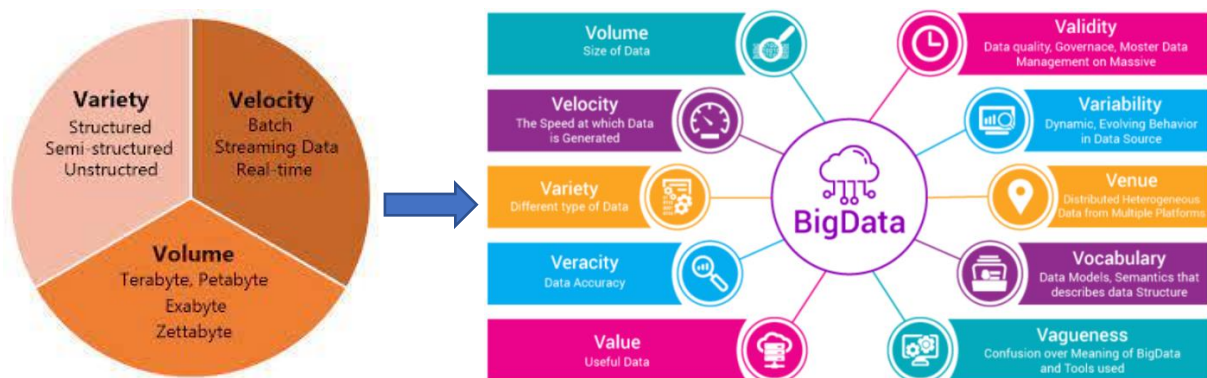 Variety
Structured
Semi-structured
Unstructred
Velocity
Batch
Streaming Data
Real-time
Volume
Terabyte, Petabyte
Exabyte
Zettabyte
Volume
Size of Data
Velocity
The Speed at which Data
is Generated
Variety
Different type of Data
Veracity
Data Accuracy
Value
Useful Data
BigData
Validity
Data quality, Governace, Moster Data
Management on Massive
Variability
Dynamic, Evolving Behavior
in Data Source
Venue
Distributed Heterogeneous
Data from Multiple Platforms
Vocabulary
Data Models, Semantics that
describes data Structure
Vagueness
Confusion over Meaning of BigData
and Tools used